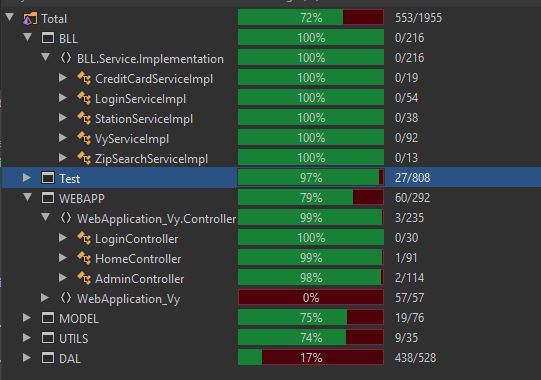 Total 72% 553/1955
BLL 100% 0/216
BLL.Service.Implementation 100% 0/216
CreditCardServiceImpl 100% 0/19
LoginServiceImpl 100% 0/54
StationServiceImpl 100% 0/38
VyServiceImpl 100% 0/92
ZipSearchServiceImpl 100% 0/13
Test 97% 27/808
WEBAPP 79% 60/292
WebApplication_Vy.Controller 99% 3/235
LoginController 100% 0/30
HomeController 99% 1/91
AdminController 98% 2/114
WebApplication_Vy 0% 57/57
MODEL 75% 19/76
UTILS 74% 9/35
DAL 17% 438/528